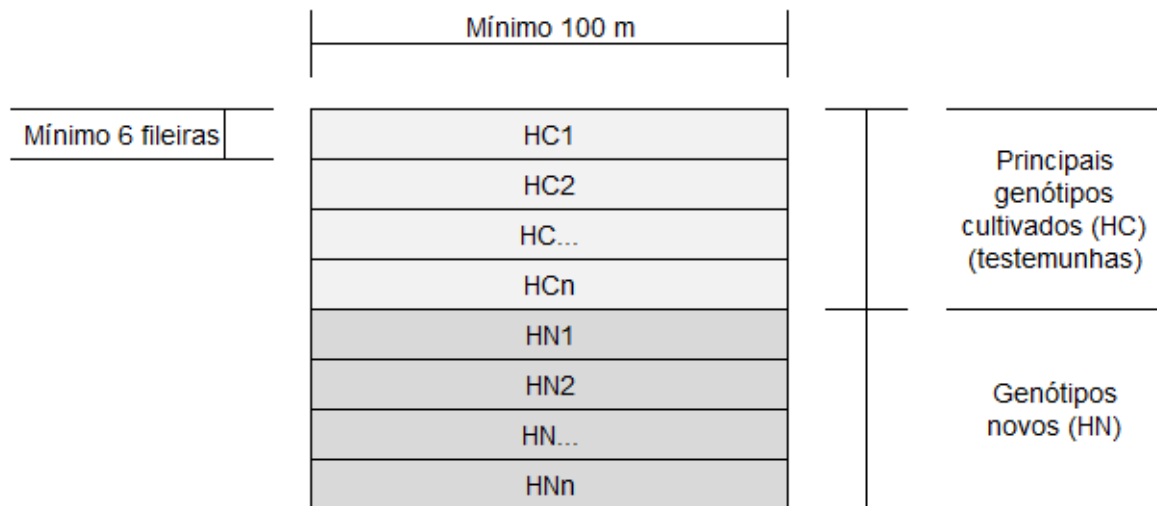 Mínimo 100 m
Mínimo 6 fileiras
HC1
HC2
HC...
HCn
HN1
HN2
HN...
HNn
Principais
genótipos
cultivados (HC)
(testemunhas)
Genótipos
novos (HN)